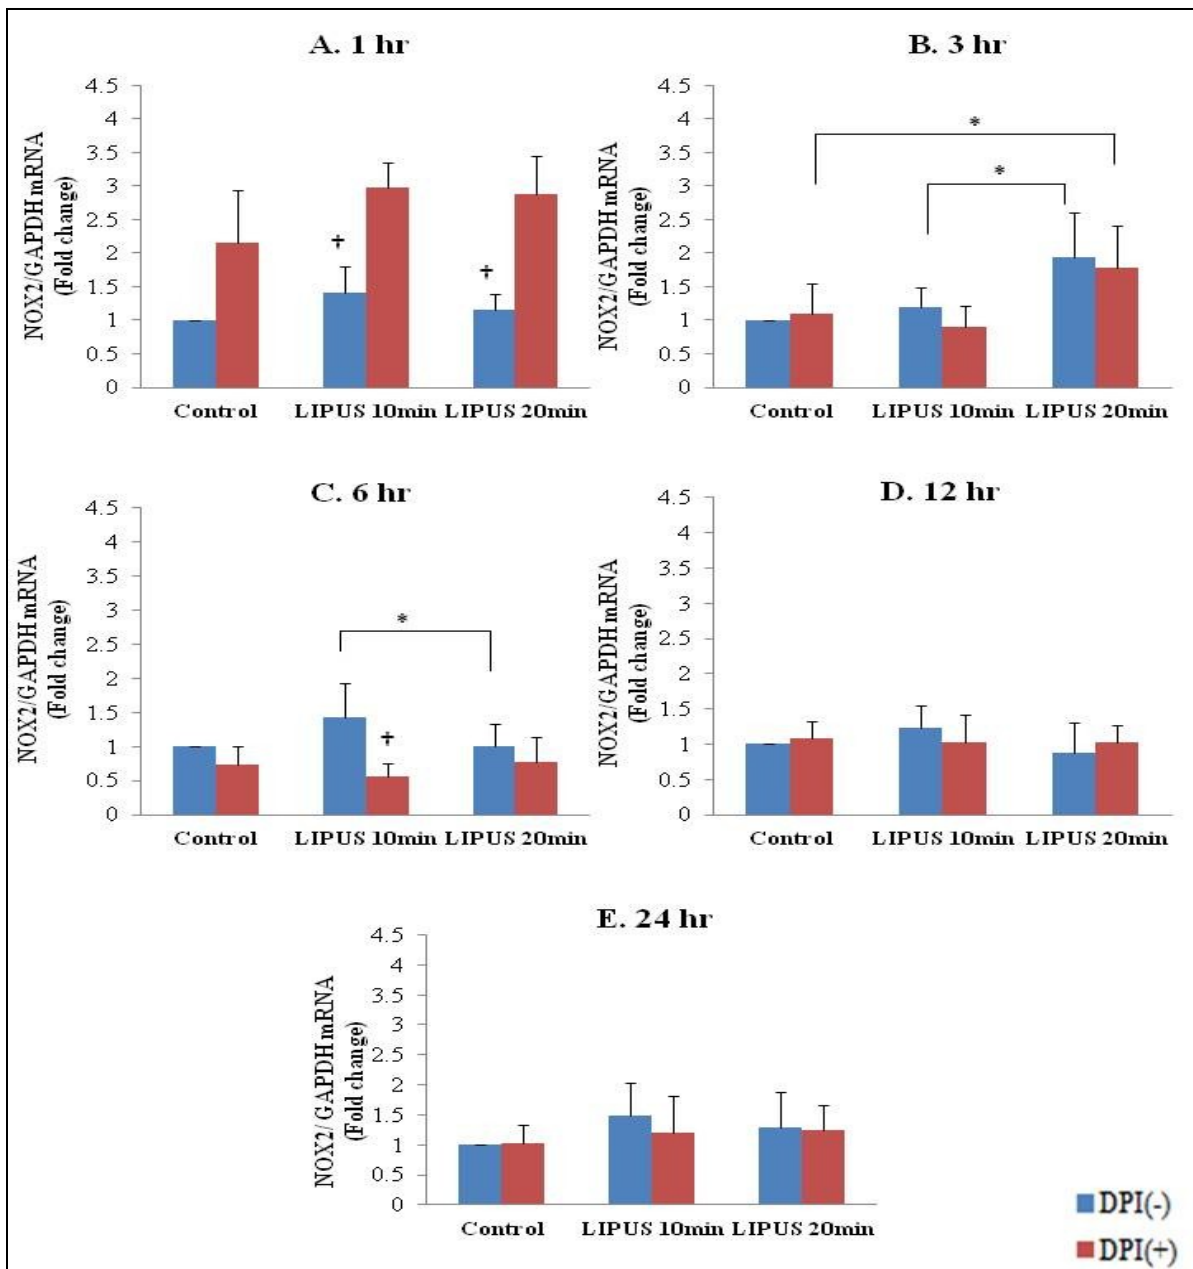 A. 1 hr
NOX2/GAPDH mRNA
(Fold change)
4.5
4
3.5
3
2.5
2
1.5
1
0.5
0
†
†
Control LIPUS 10min LIPUS 20min
B. 3 hr
NOX2/GAPDH mRNA
(Fold change)
4.5
4
3.5
3
2.5
2
1.5
1
0.5
0
*
*
Control LIPUS 10min LIPUS 20min
C. 6 hr
NOX2/GAPDH mRNA
(Fold change)
4.5
4
3.5
3
2.5
2
1.5
1
0.5
0
*
†
Control LIPUS 10min LIPUS 20min
D. 12 hr
NOX2/GAPDH mRNA
(Fold change)
4.5
4
3.5
3
2.5
2
1.5
1
0.5
0
Control LIPUS 10min LIPUS 20min
E. 24 hr
NOX2/ GAPDH mRNA
(Fold change)
4.5
4
3.5
3
2.5
2
1.5
1
0.5
0
Control LIPUS 10min LIPUS 20min
DPI(-)
DPI(+)